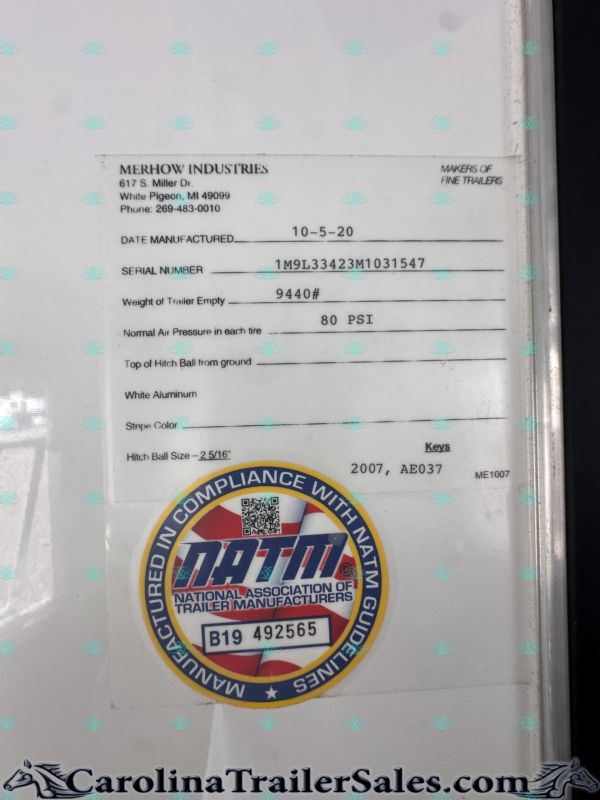 MERHOW INDUSTRIES
617 S. Miller Dr.
White Pigeon, MI 49099
Phone: 269-483-0010
MAKERS OF
FINE TRAILERS
DATE MANUFACTURED 10-5-20
SERIAL NUMBER 1M9L33423M1031547
Weight of Trailer Empty 9440#
Normal Air Pressure in each tire 80 PSI
Top of Hitch Ball from ground
White Aluminum
Stripe Color
Hitch Ball Size – 2 5/16"
Keys
2007, AE037
ME1007
MANUFACTURED IN COMPLIANCE WITH NATM GUIDELINES
NATM®
NATIONAL ASSOCIATION OF
TRAILER MANUFACTURERS
B19 492565
CarolinaTrailerSales.com